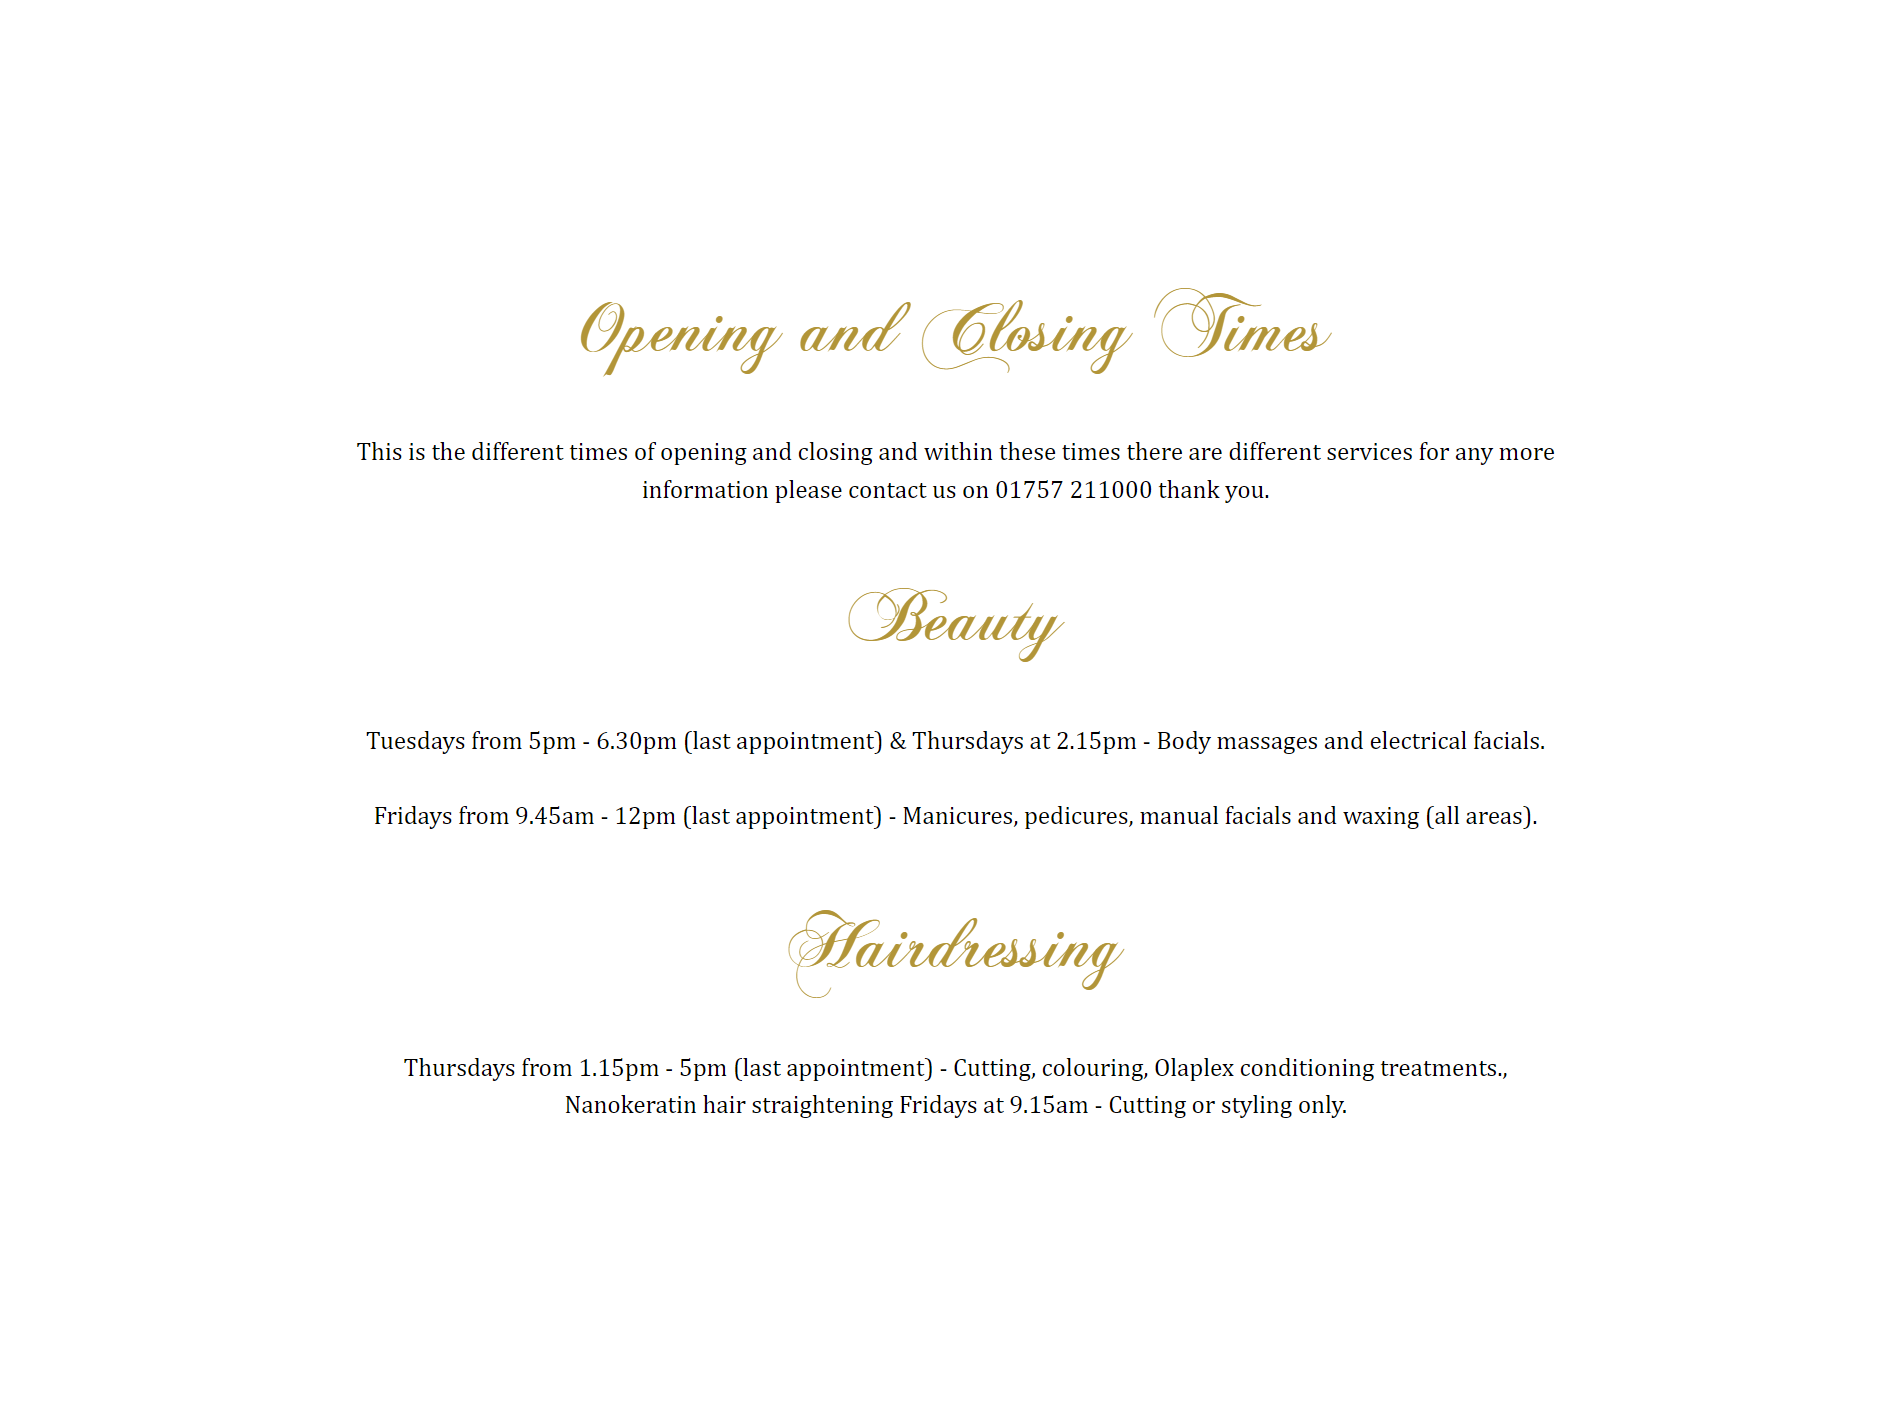 Opening and Closing Times
This is the different times of opening and closing and within these times there are different services for any more
information please contact us on 01757 211000 thank you.
Beauty
Tuesdays from 5pm - 6.30pm (last appointment) & Thursdays at 2.15pm - Body massages and electrical facials.
Fridays from 9.45am - 12pm (last appointment) - Manicures, pedicures, manual facials and waxing (all areas).
Hairdressing
Thursdays from 1.15pm - 5pm (last appointment) - Cutting, colouring, Olaplex conditioning treatments.,
Nanokeratin hair straightening Fridays at 9.15am - Cutting or styling only.